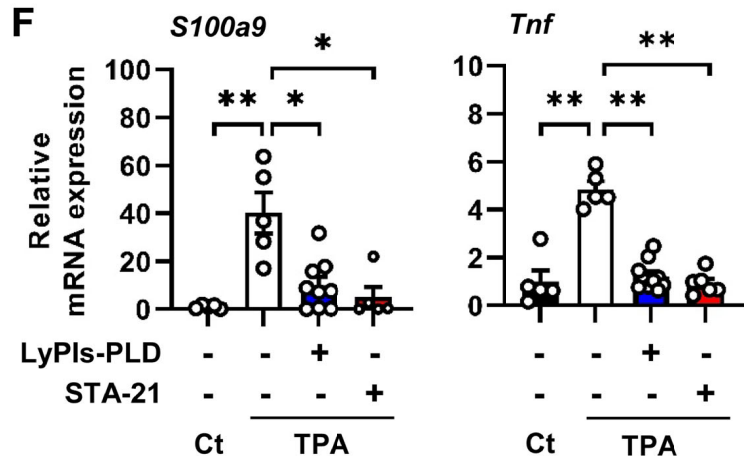 F
S100a9
Tnf
Relative
mRNA expression
100
80
60
40
20
0
** * *
10
8
6
4
2
0
** ** **
LyPls-PLD - - + - - - + -
STA-21 - - - + - - - +
Ct TPA Ct TPA